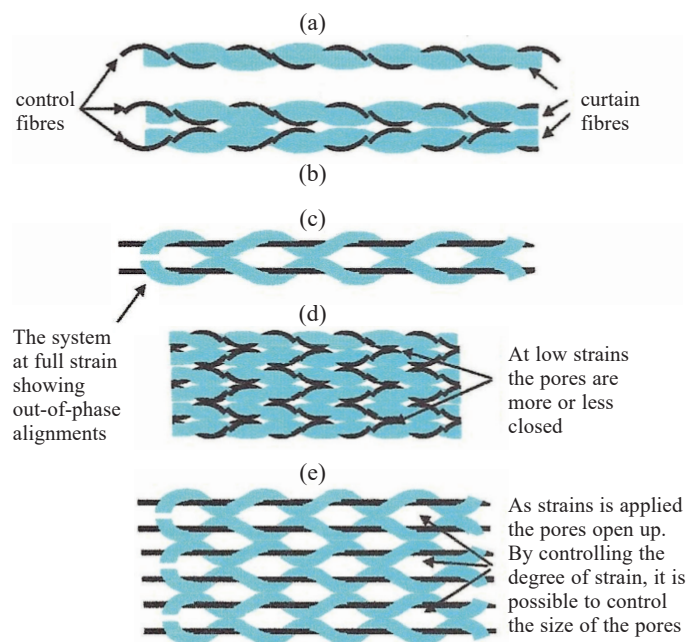 (a)
control
fibres
curtain
fibres
(b)
(c)
The system
at full strain
showing
out-of-phase
alignments
(d)
At low strains
the pores are
more or less
closed
(e)
As strains is applied
the pores open up.
By controlling the
degree of strain, it is
possible to control
the size of the pores